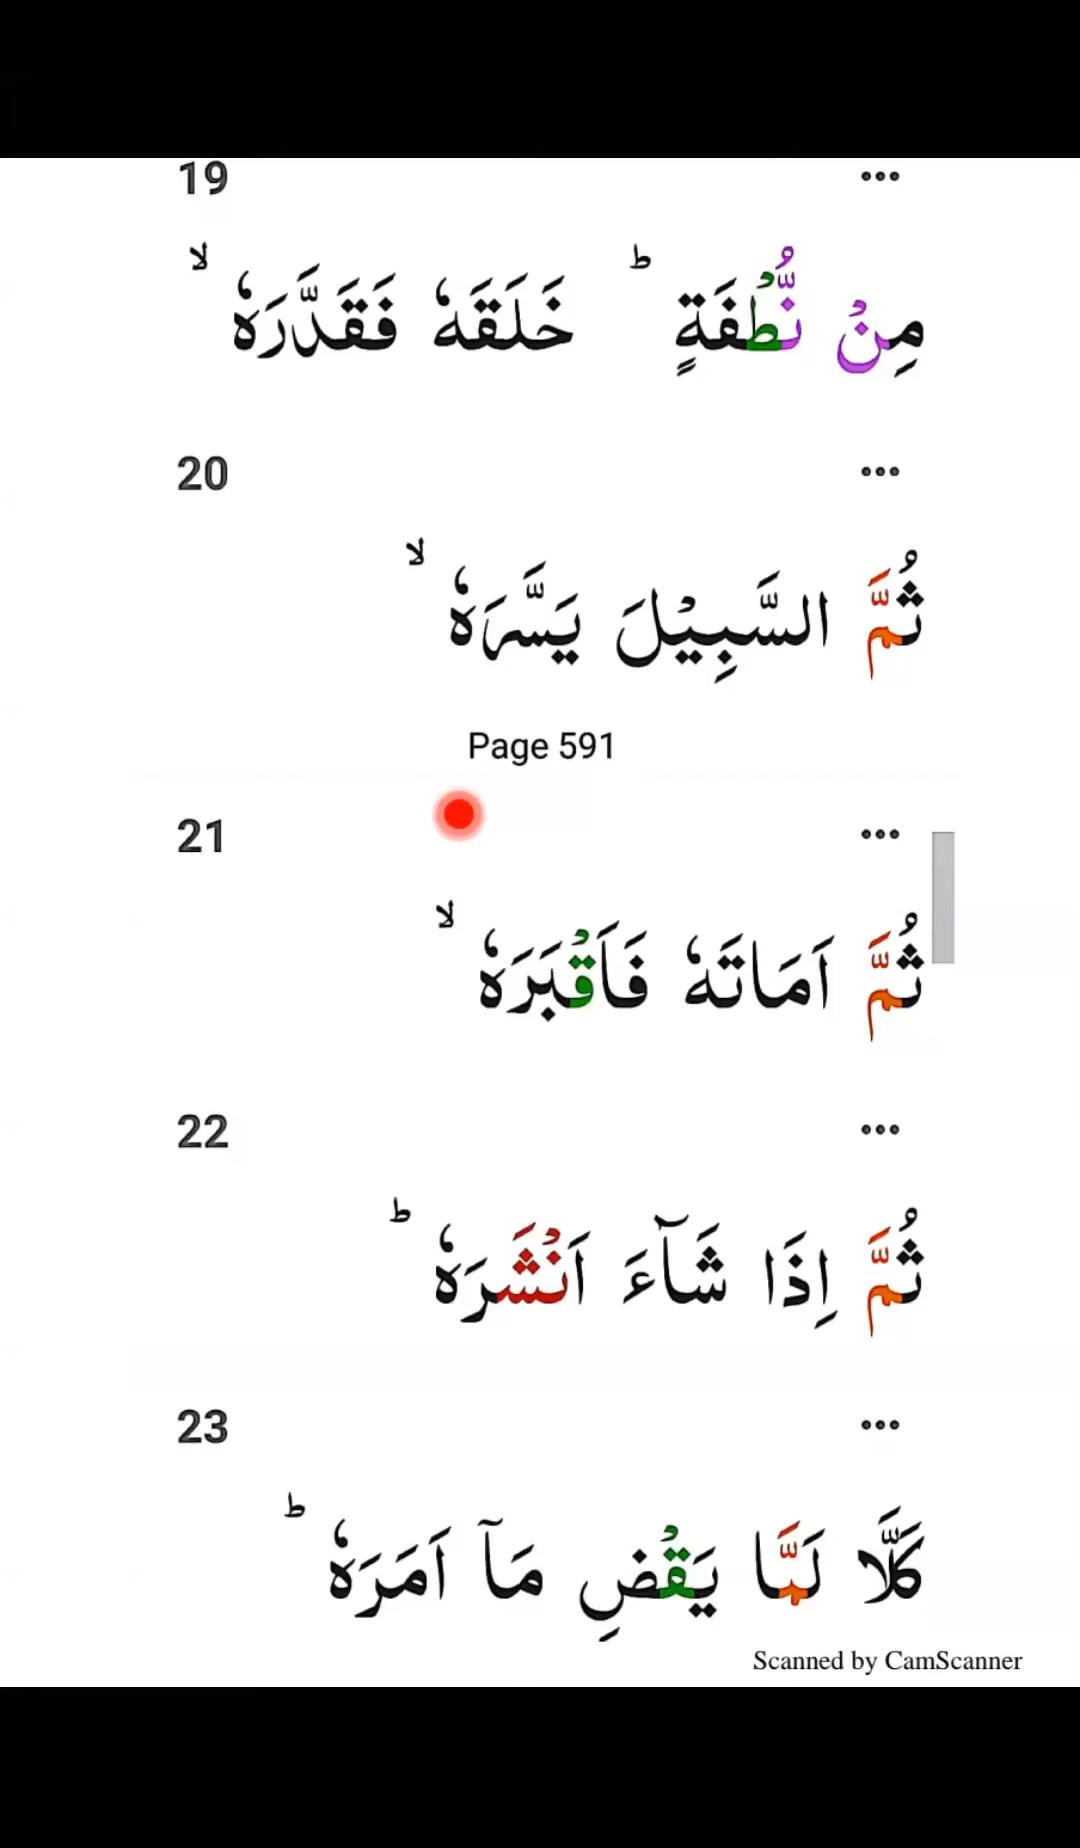 19 ...
مِنْ نُّطْفَةٍ ؕ خَلَقَهٗ فَقَدَّرَهٗ ۙ
20 ...
ثُمَّ السَّبِيْلَ يَسَّرَهٗ ۙ
Page 591
21 ...
ثُمَّ اَمَاتَهٗ فَاَقْبَرَهٗ ۙ
22 ...
ثُمَّ اِذَا شَآءَ اَنْشَرَهٗ ؕ
23 ...
كَلَّا لَمَّا يَقْضِ مَآ اَمَرَهٗ ؕ
Scanned by CamScanner